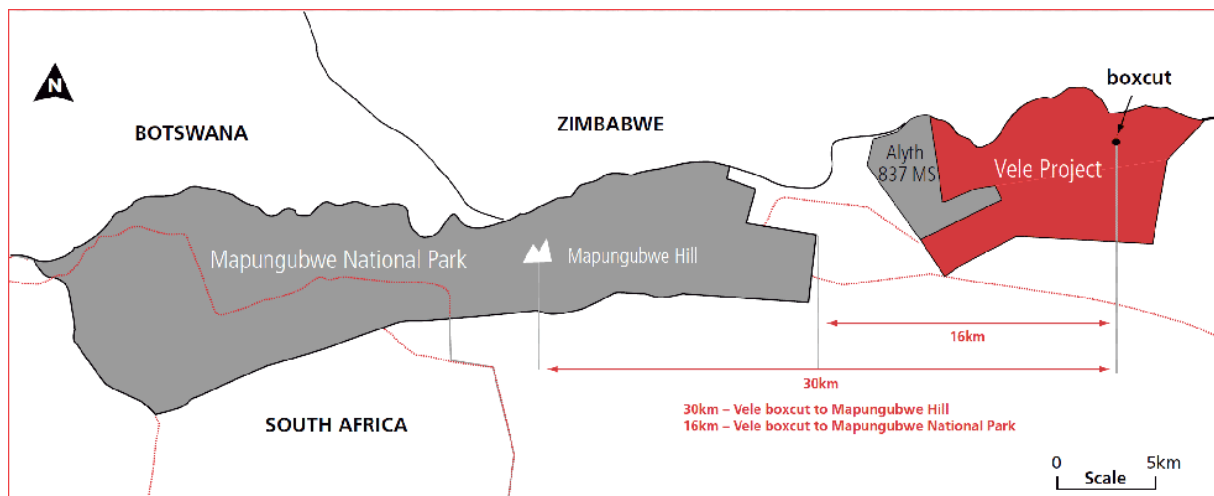 N
BOTSWANA
ZIMBABWE
boxcut
Alyth
837 MS
Vele Project
Mapungubwe National Park
Mapungubwe Hill
16km
30km
30km – Vele boxcut to Mapungubwe Hill
16km – Vele boxcut to Mapungubwe National Park
SOUTH AFRICA
0 5km
Scale